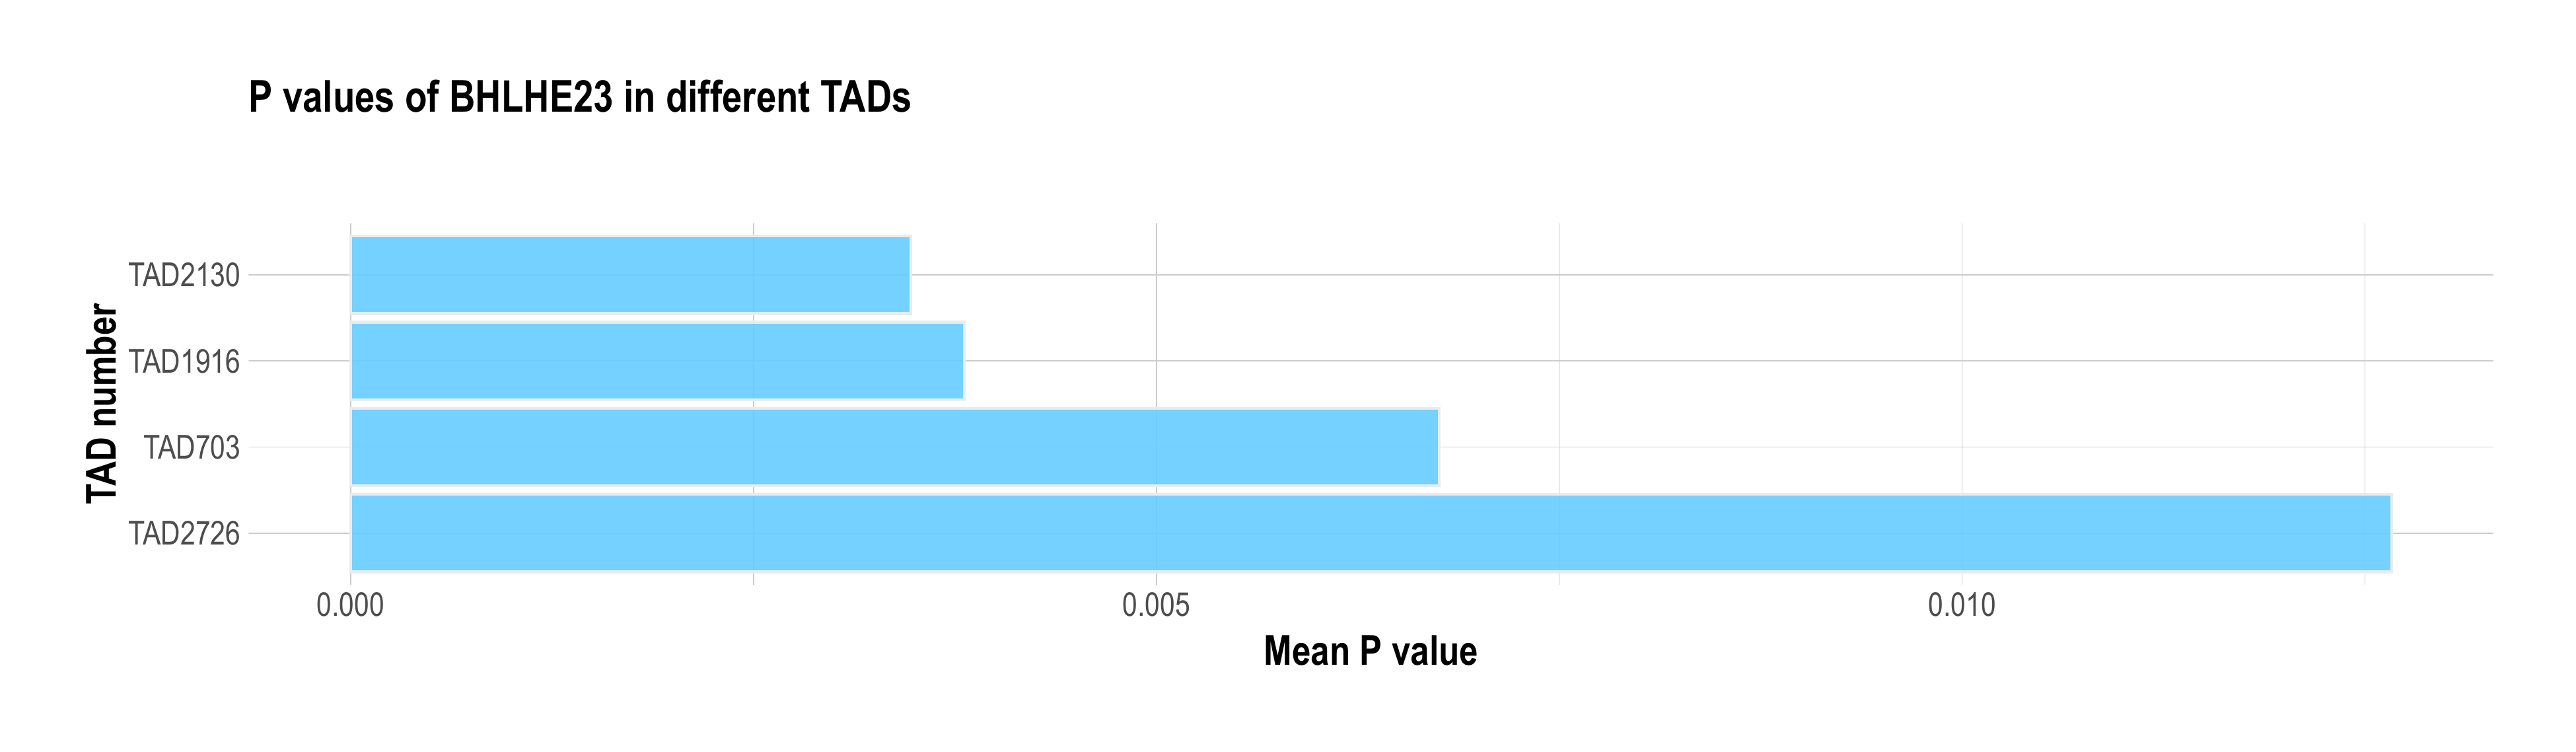 P values of BHLHE23 in different TADs
TAD number
TAD2130
TAD1916
TAD703
TAD2726
0.000 0.005 0.010
Mean P value